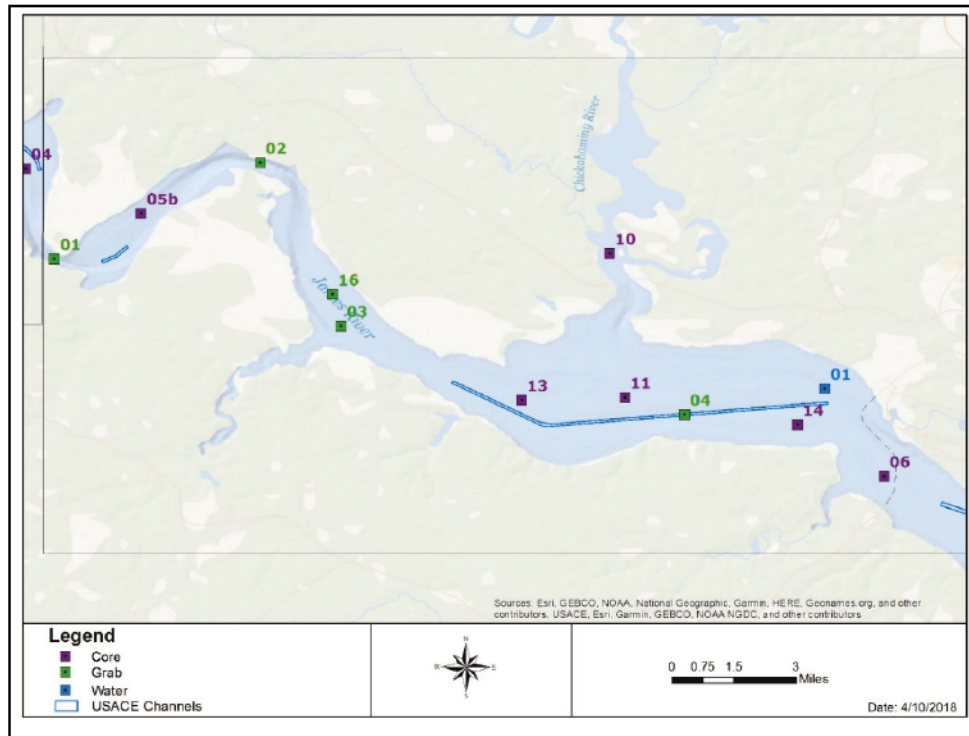 04
02
05b
01
Chickahominy River
10
16
James River
03
13
11
01
04
14
06
Sources: Esri, GEBCO, NOAA, National Geographic, Garmin, HERE, Geonames.org, and other
contributors, USACE, Esri, Garmin, GEBCO, NOAA NGDC, and other contributors
Legend
Core
Grab
Water
USACE Channels
N
W
E
S
0 0.75 1.5 3
Miles
Date: 4/10/2018